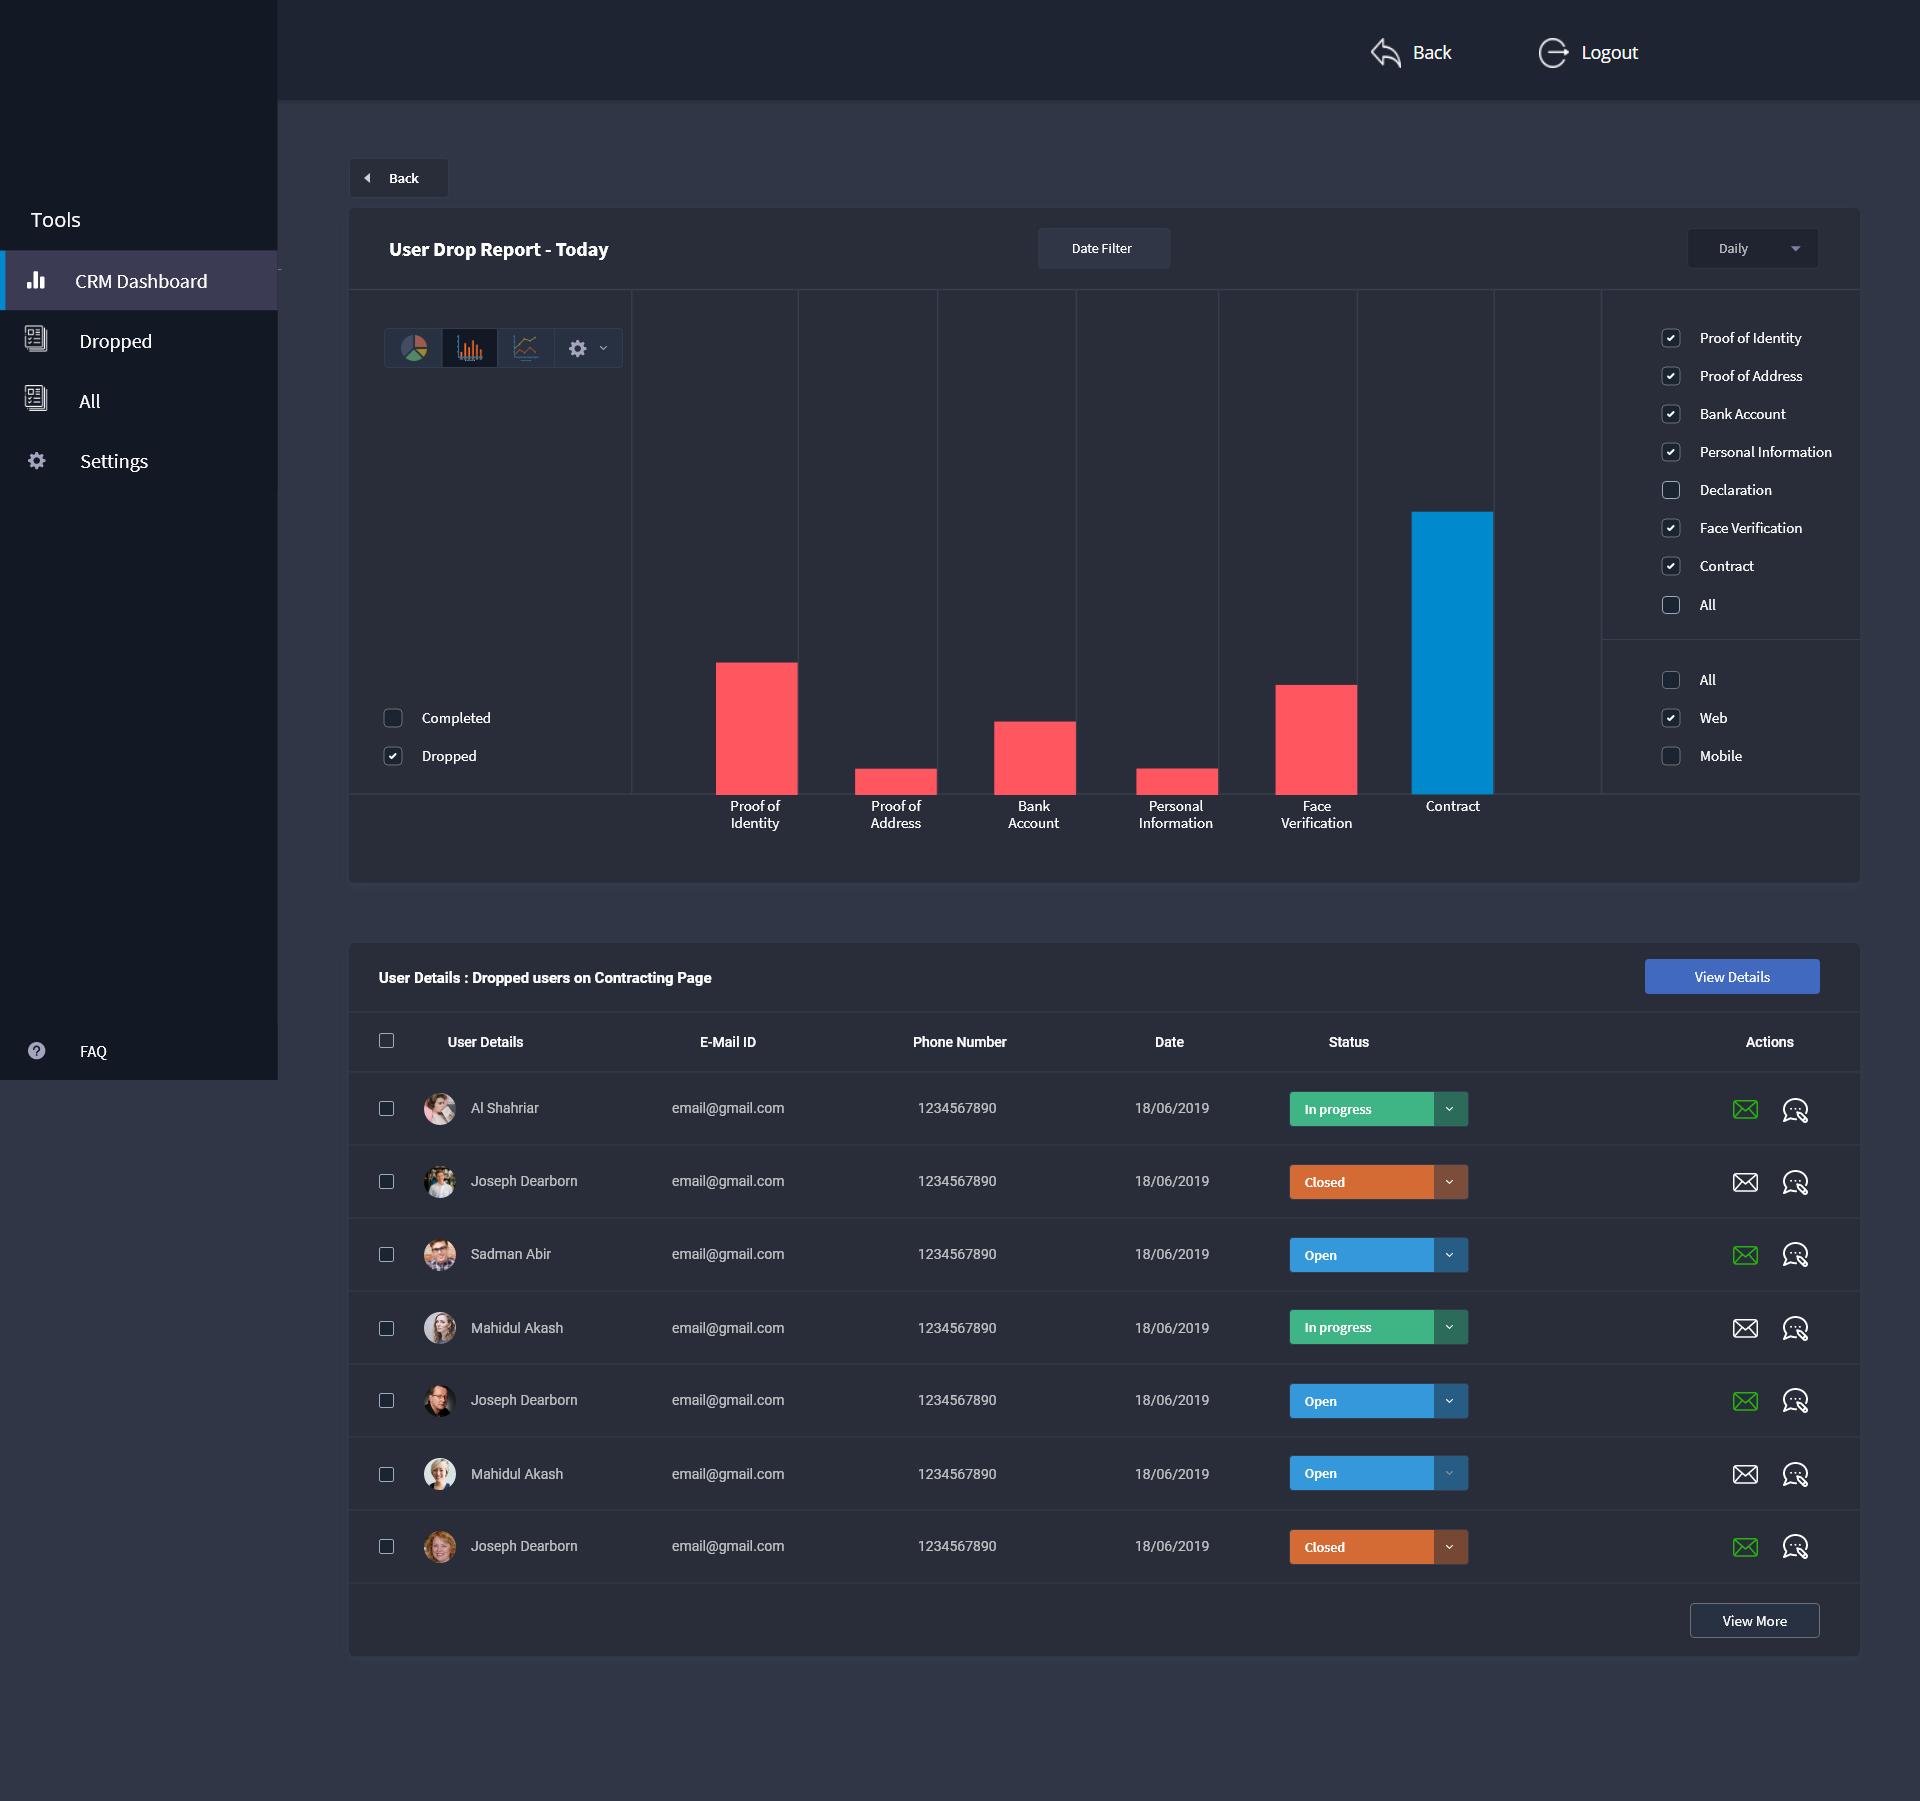 Back
Logout
Back
Tools
User Drop Report - Today
Date Filter
Daily
CRM Dashboard
Dropped
All
Settings
Proof of Identity
Proof of Address
Bank Account
Personal Information
Declaration
Face Verification
Contract
All
All
Completed
Web
Dropped
Mobile
Proof of
Identity
Proof of
Address
Bank
Account
Personal
Information
Face
Verification
Contract
User Details : Dropped users on Contracting Page
View Details
FAQ
User Details E-Mail ID Phone Number Date Status Actions
Al Shahriar email@gmail.com 1234567890 18/06/2019 In progress
Joseph Dearborn email@gmail.com 1234567890 18/06/2019 Closed
Sadman Abir email@gmail.com 1234567890 18/06/2019 Open
Mahidul Akash email@gmail.com 1234567890 18/06/2019 In progress
Joseph Dearborn email@gmail.com 1234567890 18/06/2019 Open
Mahidul Akash email@gmail.com 1234567890 18/06/2019 Open
Joseph Dearborn email@gmail.com 1234567890 18/06/2019 Closed
View More